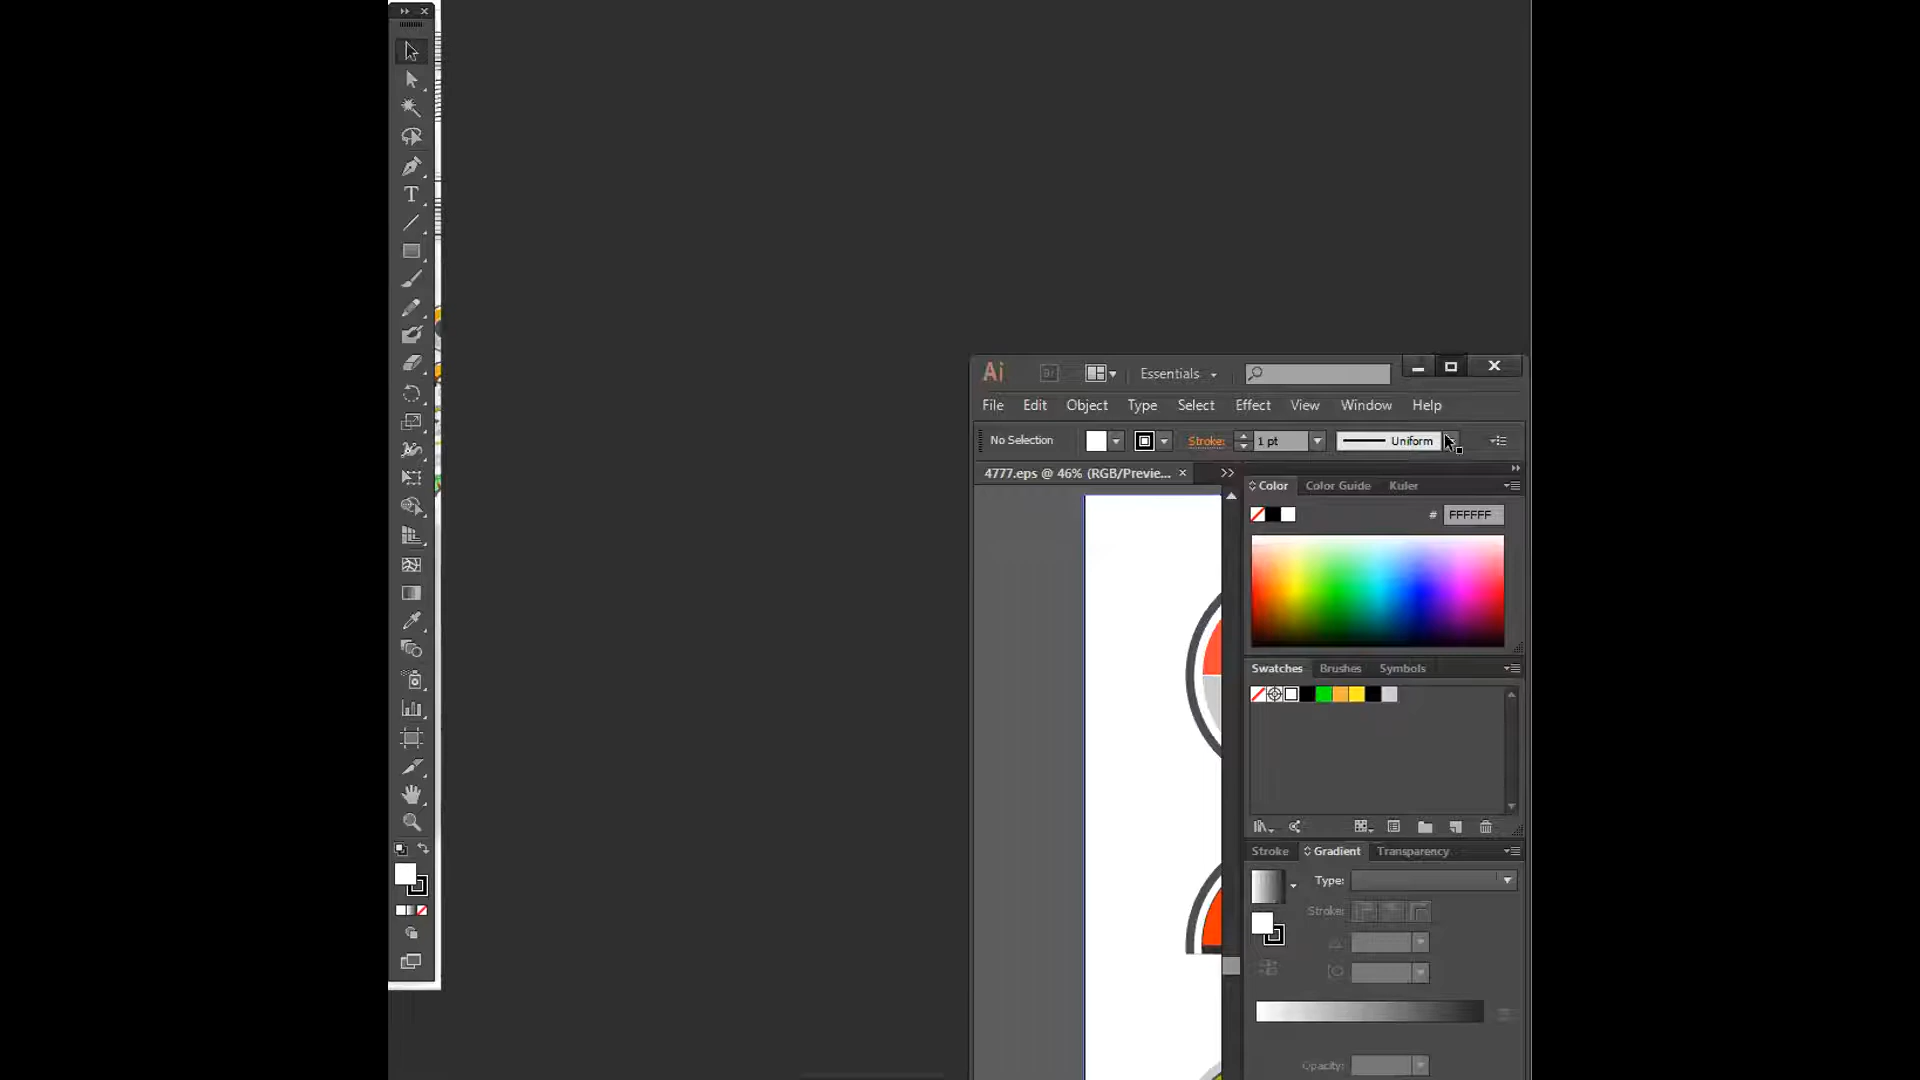 Ai Br Essentials
File Edit Object Type Select Effect View Window Help
No Selection Stroke: 1 pt Uniform
4777.eps @ 46% (RGB/Previe...
Color Color Guide Kuler
# FFFFFF
Swatches Brushes Symbols
Stroke Gradient Transparency
Type:
Stroke:
Opacity: